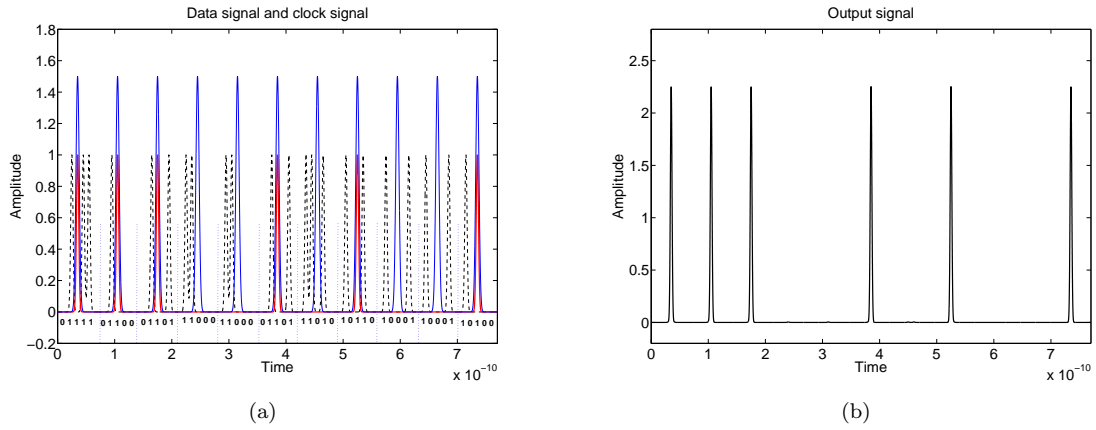 Data signal and clock signal
1.8
1.6
1.4
1.2
1
0.8
0.6
0.4
0.2
0
−0.2
Amplitude
01111 01100 01101 11000 11000 01101 11010 10110 10001 10001 10100
0 1 2 3 4 5 6 7
Time
x 10−10
(a)
Output signal
2.5
2
1.5
1
0.5
0
Amplitude
0 1 2 3 4 5 6 7
Time
x 10−10
(b)